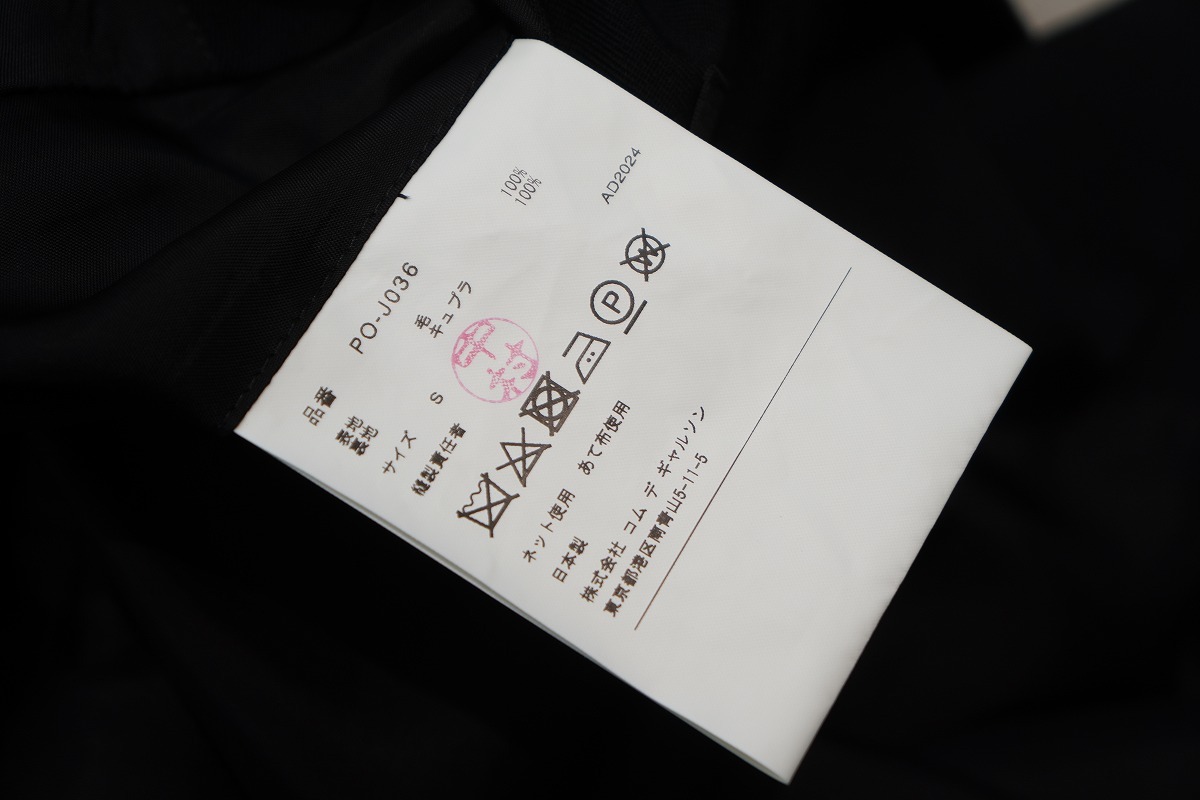 品番 PO-J036
表地 毛 100%
裏地 キュプラ 100%
サイズ S
縫製責任者 中村
AD2024
P
W
ネット使用 あて布使用
日本製
株式会社 コム デ ギャルソン
東京都港区南青山5-11-5